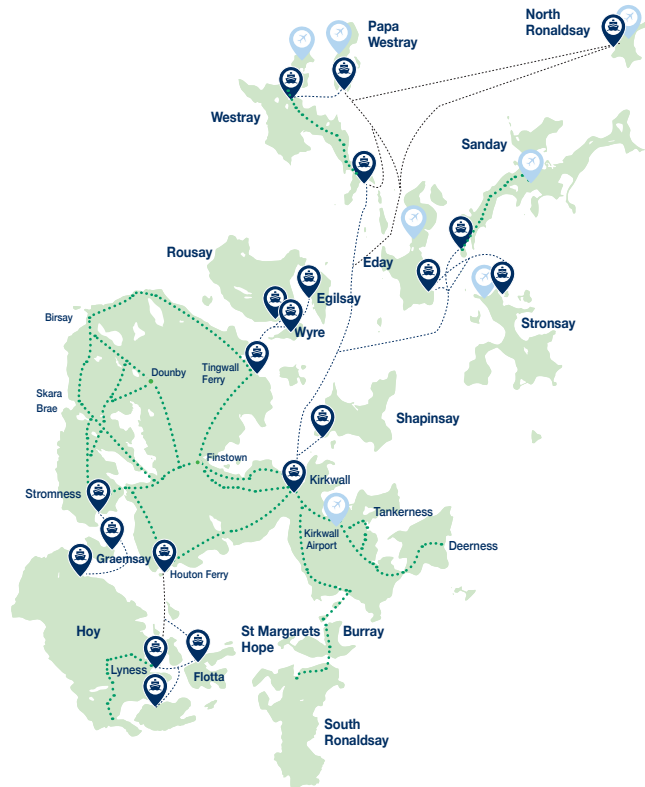 North
Ronaldsay
Papa
Westray
Westray
Sanday
Rousay
Eday
Egilsay
Birsay
Stronsay
Wyre
Tingwall
Ferry
Dounby
Skara
Brae
Shapinsay
Finstown
Kirkwall
Stromness
Tankerness
Kirkwall
Airport
Deerness
Graemsay
Houton Ferry
Hoy
St Margarets
Hope
Burray
Lyness
Flotta
South
Ronaldsay